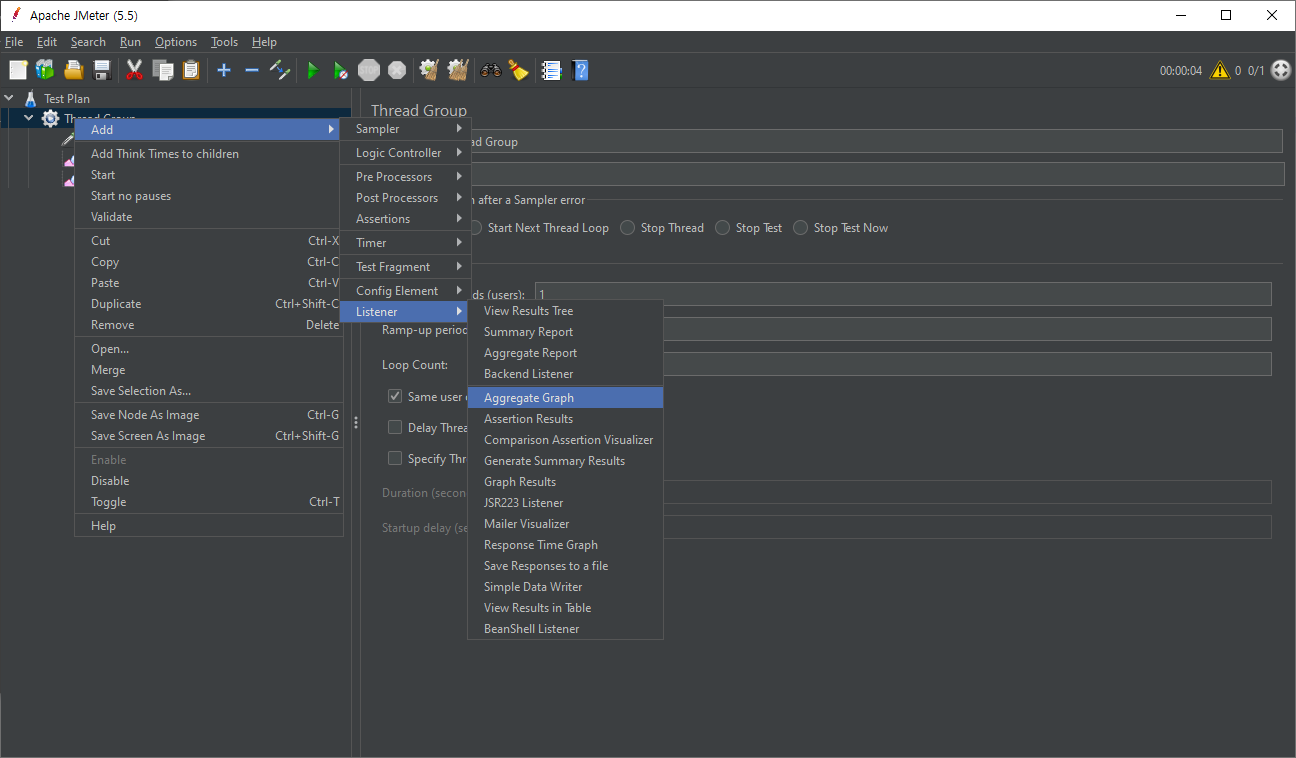 Apache JMeter (5.5)
File Edit Search Run Options Tools Help
00:00:04 0 0/1
Test Plan
Thread Group
Add
Add Think Times to children
Start
Start no pauses
Validate
Cut Ctrl-X
Copy Ctrl-C
Paste Ctrl-V
Duplicate Ctrl+Shift-C
Remove Delete
Open...
Merge
Save Selection As...
Save Node As Image Ctrl-G
Save Screen As Image Ctrl+Shift-G
Enable
Disable
Toggle Ctrl-T
Help
Sampler
Logic Controller
Pre Processors
Post Processors
Assertions
Timer
Test Fragment
Config Element
Listener
View Results Tree
Summary Report
Aggregate Report
Backend Listener
Aggregate Graph
Assertion Results
Comparison Assertion Visualizer
Generate Summary Results
Graph Results
JSR223 Listener
Mailer Visualizer
Response Time Graph
Save Responses to a file
Simple Data Writer
View Results in Table
BeanShell Listener
Thread Group
ad Group
after a Sampler error
Start Next Thread Loop Stop Thread Stop Test Stop Test Now
ds (users): 1
Ramp-up period
Loop Count:
Same user
Delay Threa
Specify Thr
Duration (secon
Startup delay (se